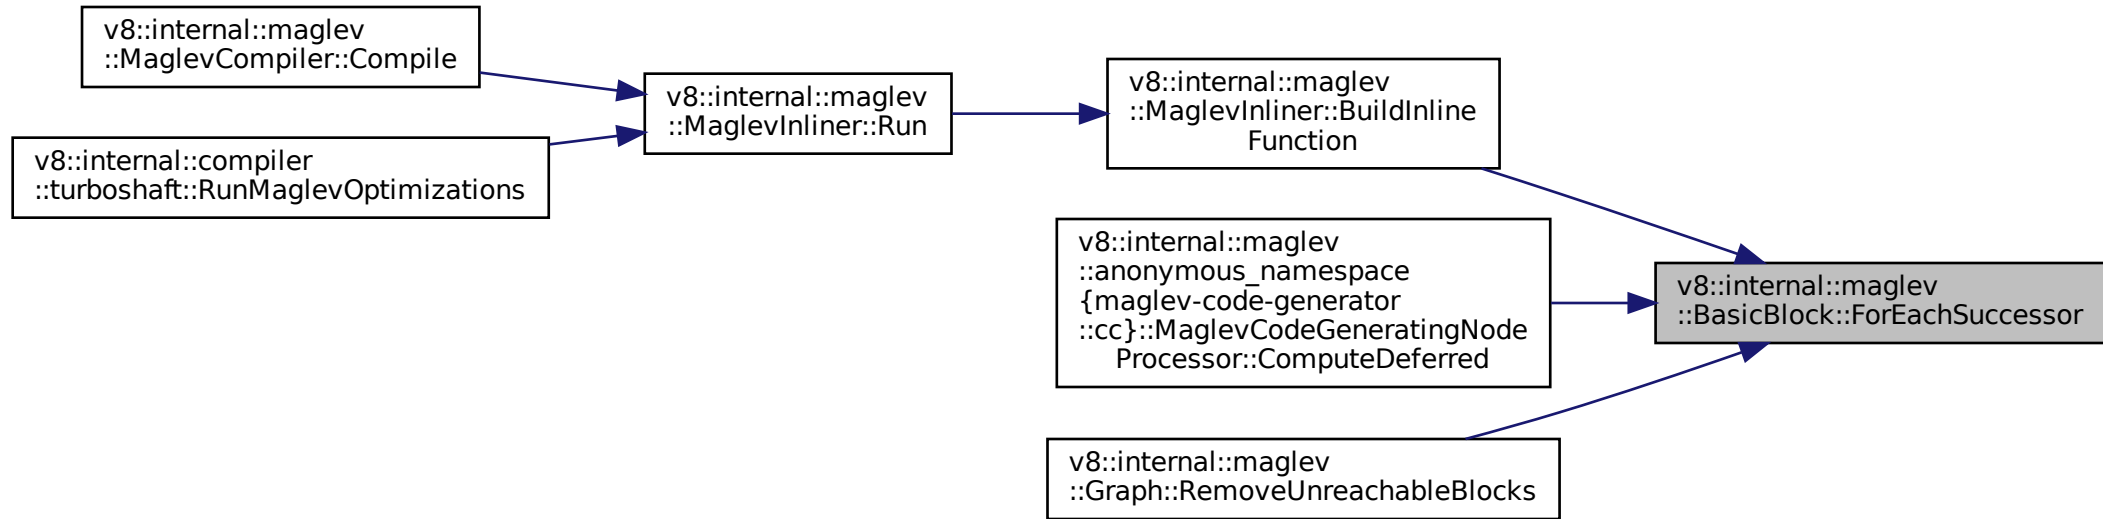 v8::internal::maglev
::MaglevCompiler::Compile
v8::internal::compiler
::turboshaft::RunMaglevOptimizations
v8::internal::maglev
::MaglevInliner::Run
v8::internal::maglev
::MaglevInliner::BuildInline
Function
v8::internal::maglev
::anonymous_namespace
{maglev-code-generator
::cc}::MaglevCodeGeneratingNode
Processor::ComputeDeferred
v8::internal::maglev
::Graph::RemoveUnreachableBlocks
v8::internal::maglev
::BasicBlock::ForEachSuccessor